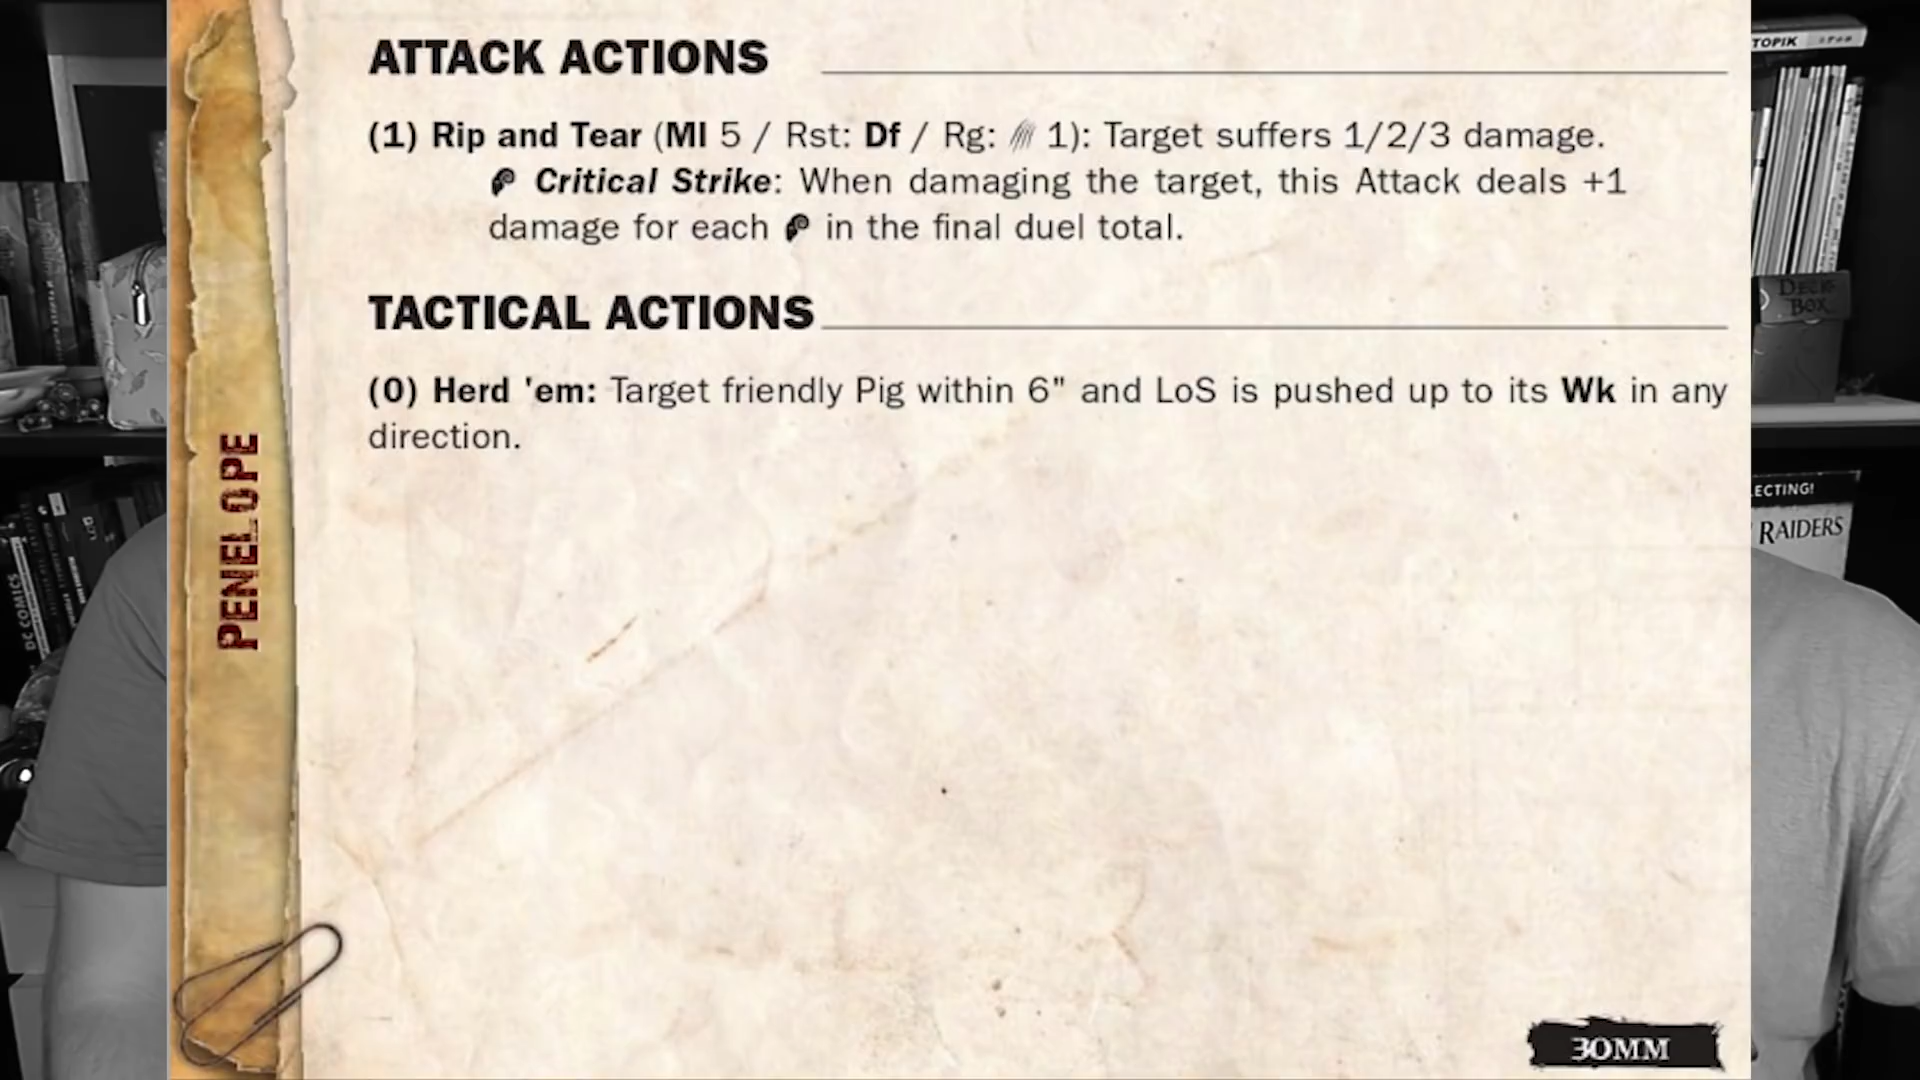 ATTACK ACTIONS
(1) Rip and Tear (Ml 5 / Rst: Df / Rg: 1): Target suffers 1/2/3 damage.
Critical Strike: When damaging the target, this Attack deals +1
damage for each in the final duel total.
TACTICAL ACTIONS
(0) Herd 'em: Target friendly Pig within 6" and LoS is pushed up to its Wk in any
direction.
PENELOPE
30MM
TOPIK
DECK
BOX
LECTING!
RAIDERS
DC COMICS